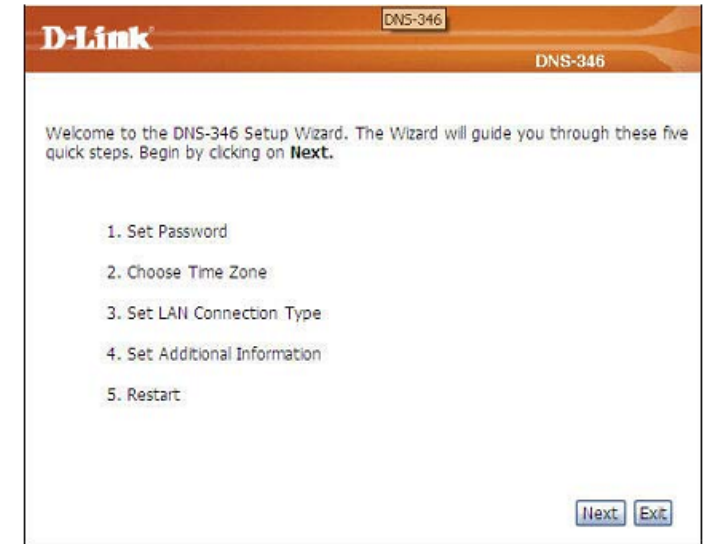 DNS-346
D-Link
DNS-346
Welcome to the DNS-346 Setup Wizard. The Wizard will guide you through these five
quick steps. Begin by clicking on Next.
1. Set Password
2. Choose Time Zone
3. Set LAN Connection Type
4. Set Additional Information
5. Restart
Next Exit